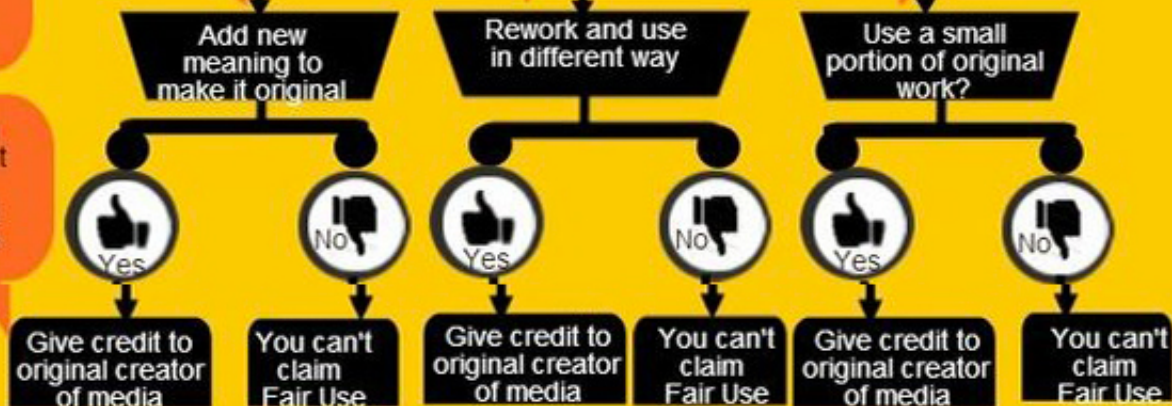 Add new
meaning to
make it original
Rework and use
in different way
Use a small
portion of original
work?
t
Yes
No
Yes
No
Yes
No
Give credit to
original creator
of media
You can't
claim
Fair Use
Give credit to
original creator
of media
You can't
claim
Fair Use
Give credit to
original creator
of media
You can't
claim
Fair Use